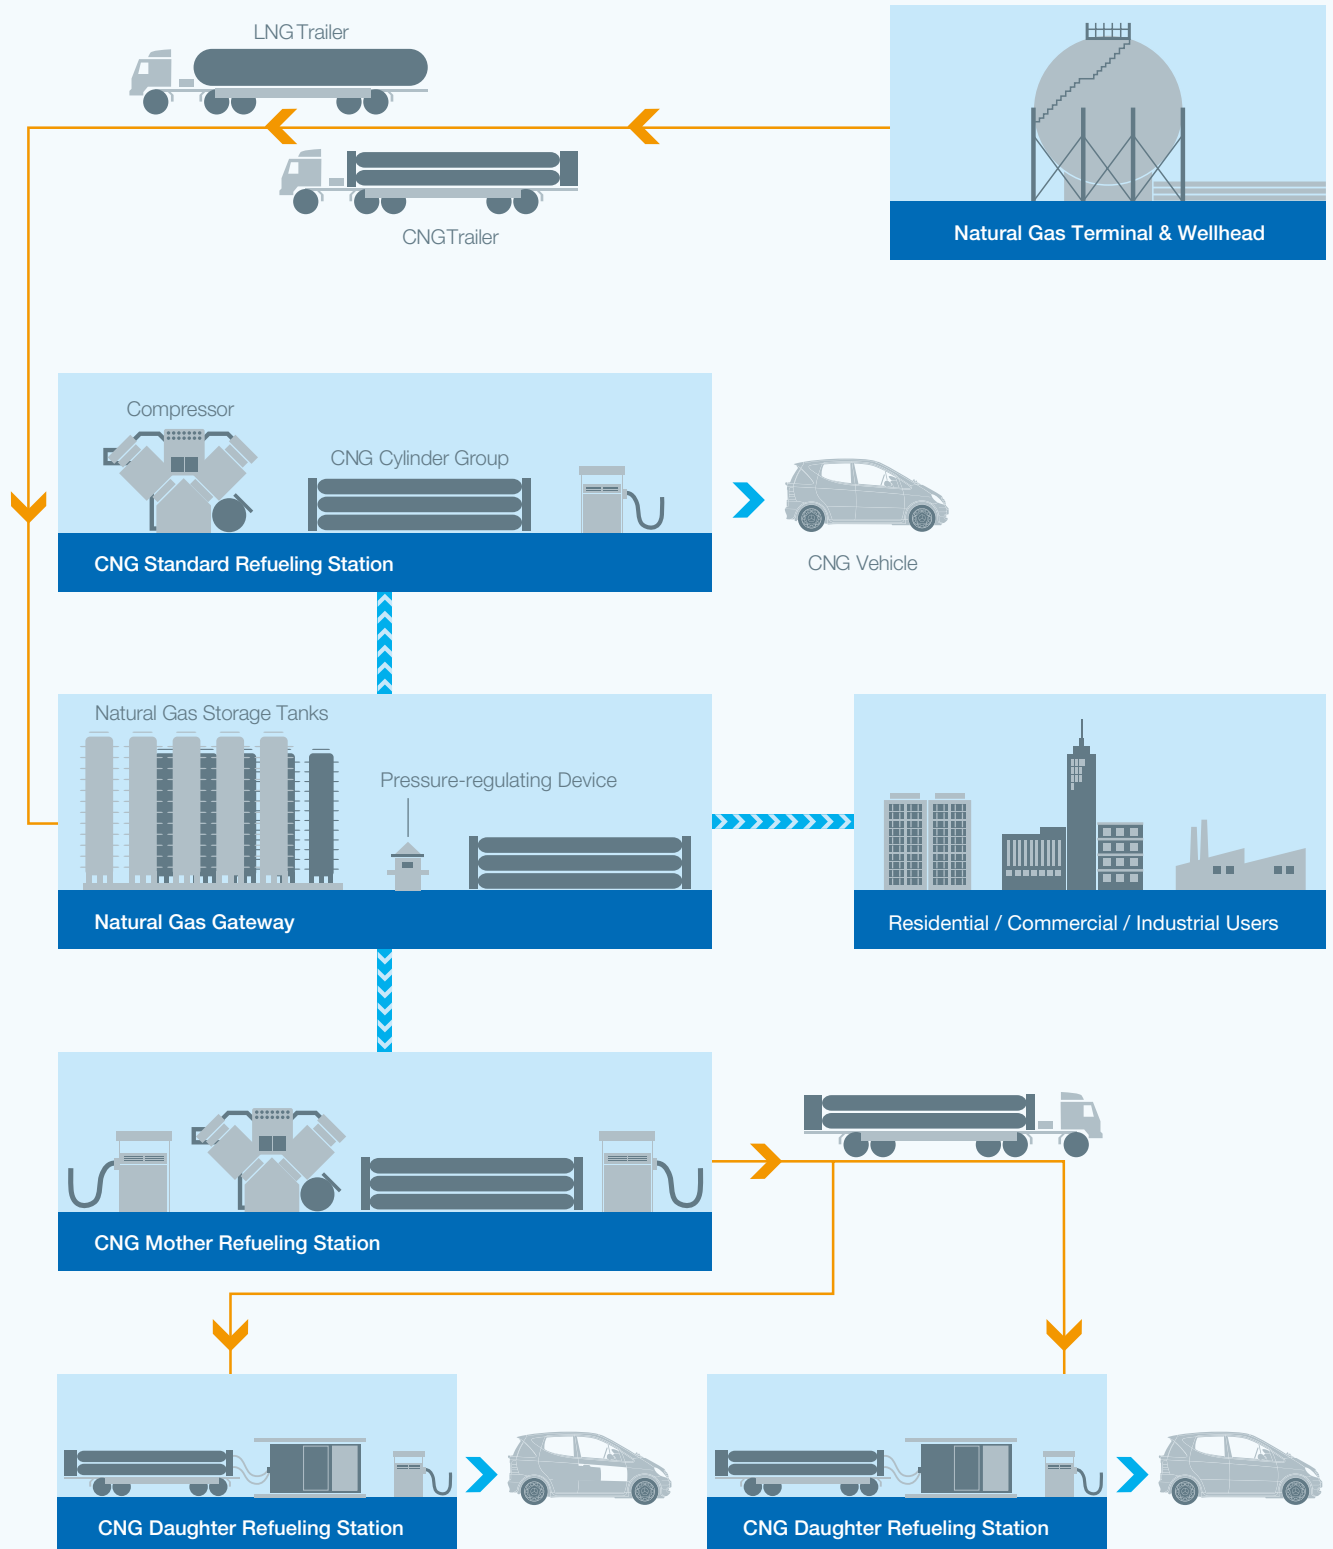 LNG Trailer
CNG Trailer
Natural Gas Terminal & Wellhead
Compressor
CNG Cylinder Group
CNG Standard Refueling Station
CNG Vehicle
Natural Gas Storage Tanks
Pressure-regulating Device
Natural Gas Gateway
Residential / Commercial / Industrial Users
CNG Mother Refueling Station
CNG Daughter Refueling Station
CNG Daughter Refueling Station